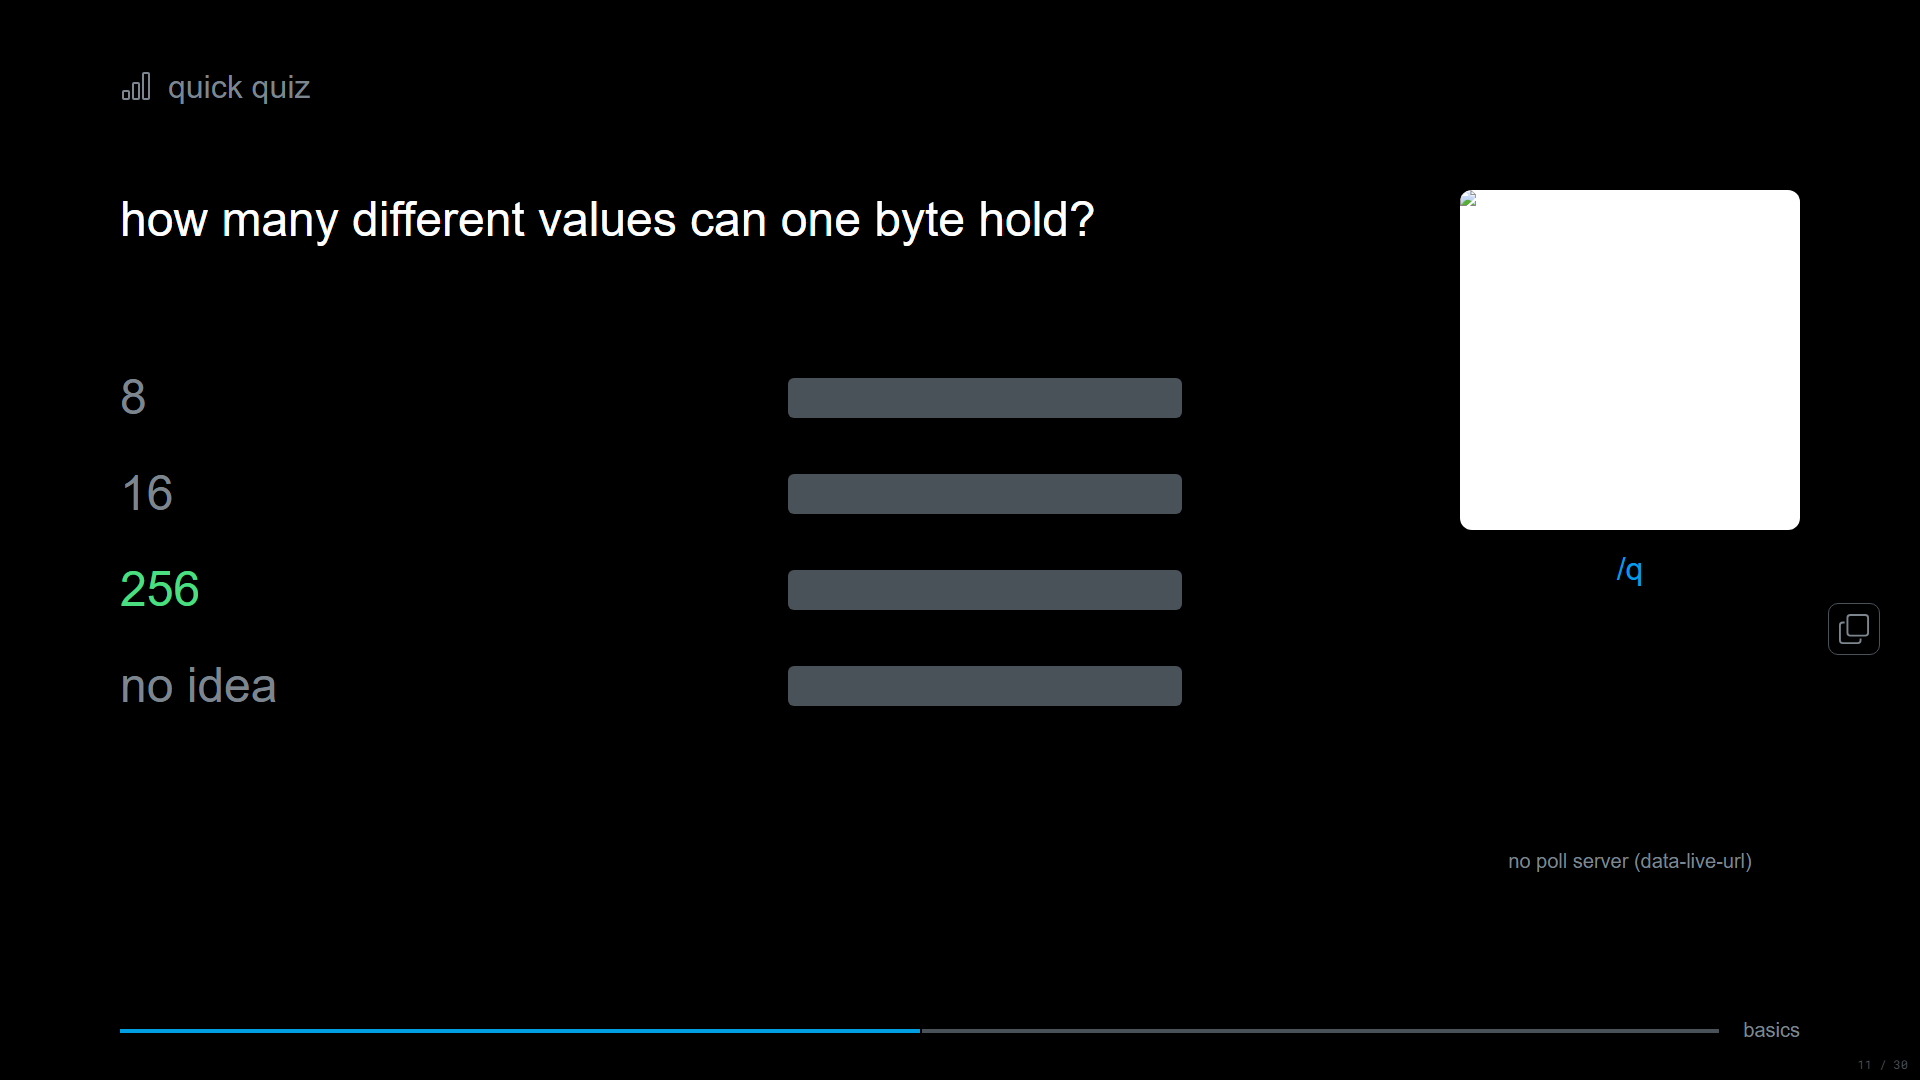 quick quiz
how many different values can one byte hold?
8
16
256
no idea
/q
no poll server (data-live-url)
basics
11 / 30